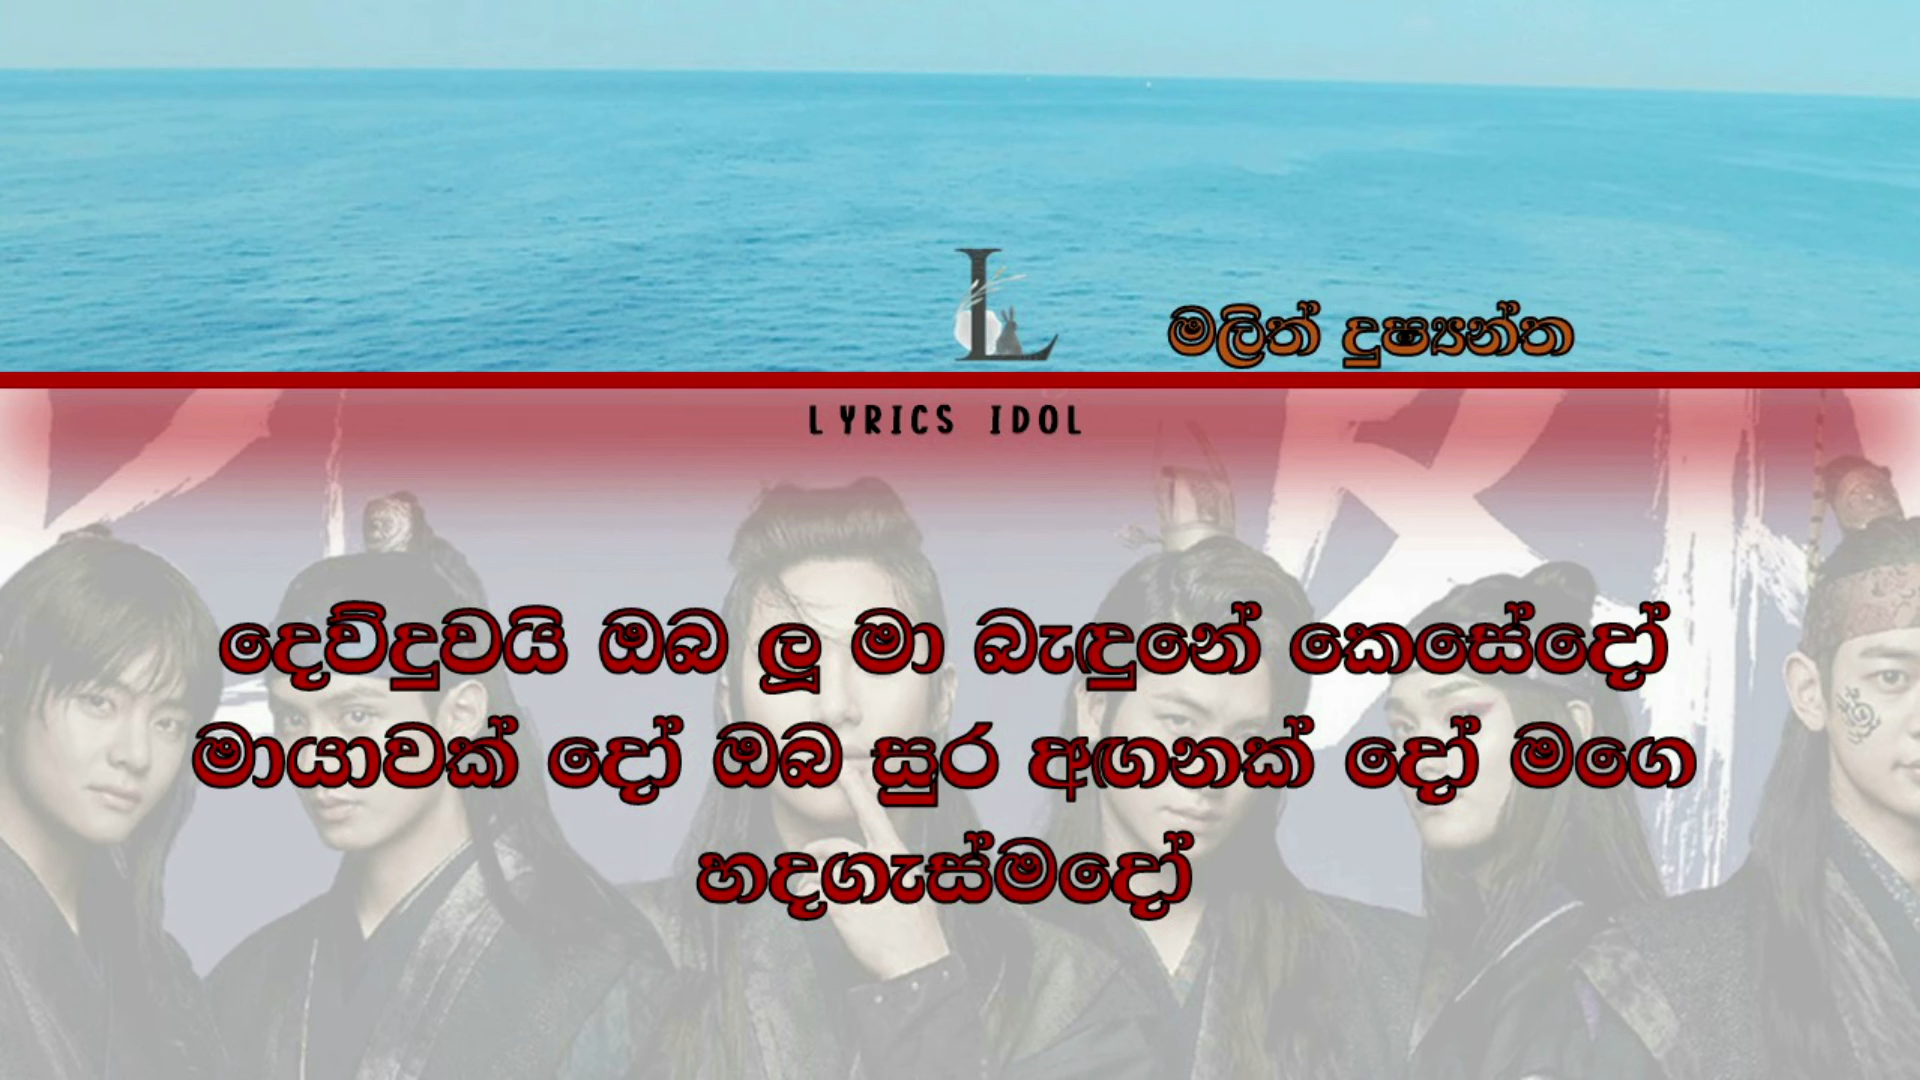 L
මලිත් දුෂ්‍යන්ත
LYRICS IDOL
දෙව්දුවයි ඔබ ලූ මා බැඳුනේ කෙසේදෝ
මායාවක් දෝ ඔබ සුර අඟනක් දෝ මගෙ
හදගැස්මදෝ